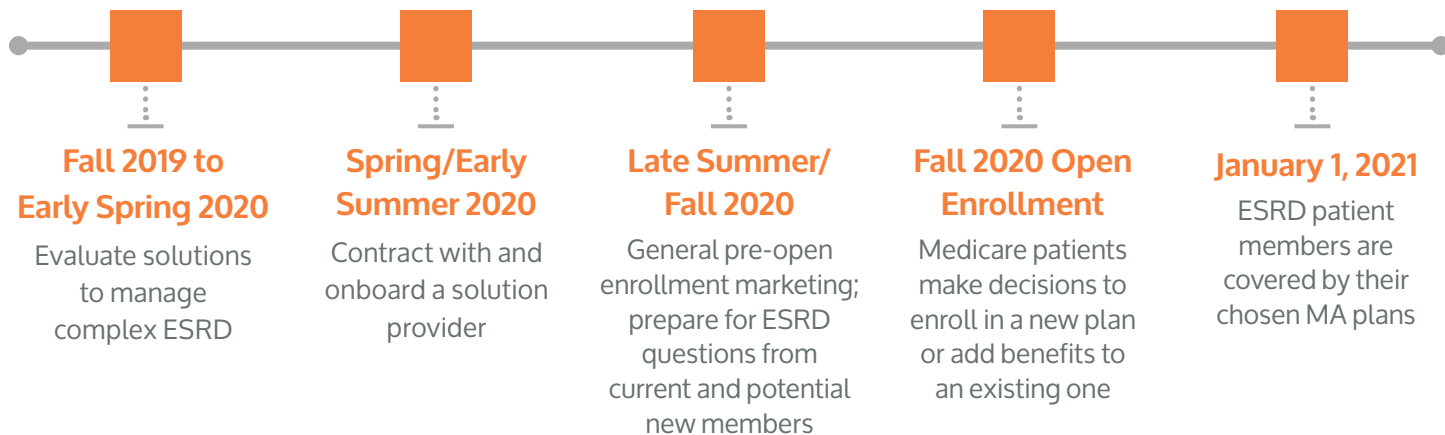 Fall 2019 to
Early Spring 2020
Evaluate solutions
to manage
complex ESRD
Spring/Early
Summer 2020
Contract with and
onboard a solution
provider
Late Summer/
Fall 2020
General pre-open
enrollment marketing;
prepare for ESRD
questions from
current and potential
new members
Fall 2020 Open
Enrollment
Medicare patients
make decisions to
enroll in a new plan
or add benefits to
an existing one
January 1, 2021
ESRD patient
members are
covered by their
chosen MA plans